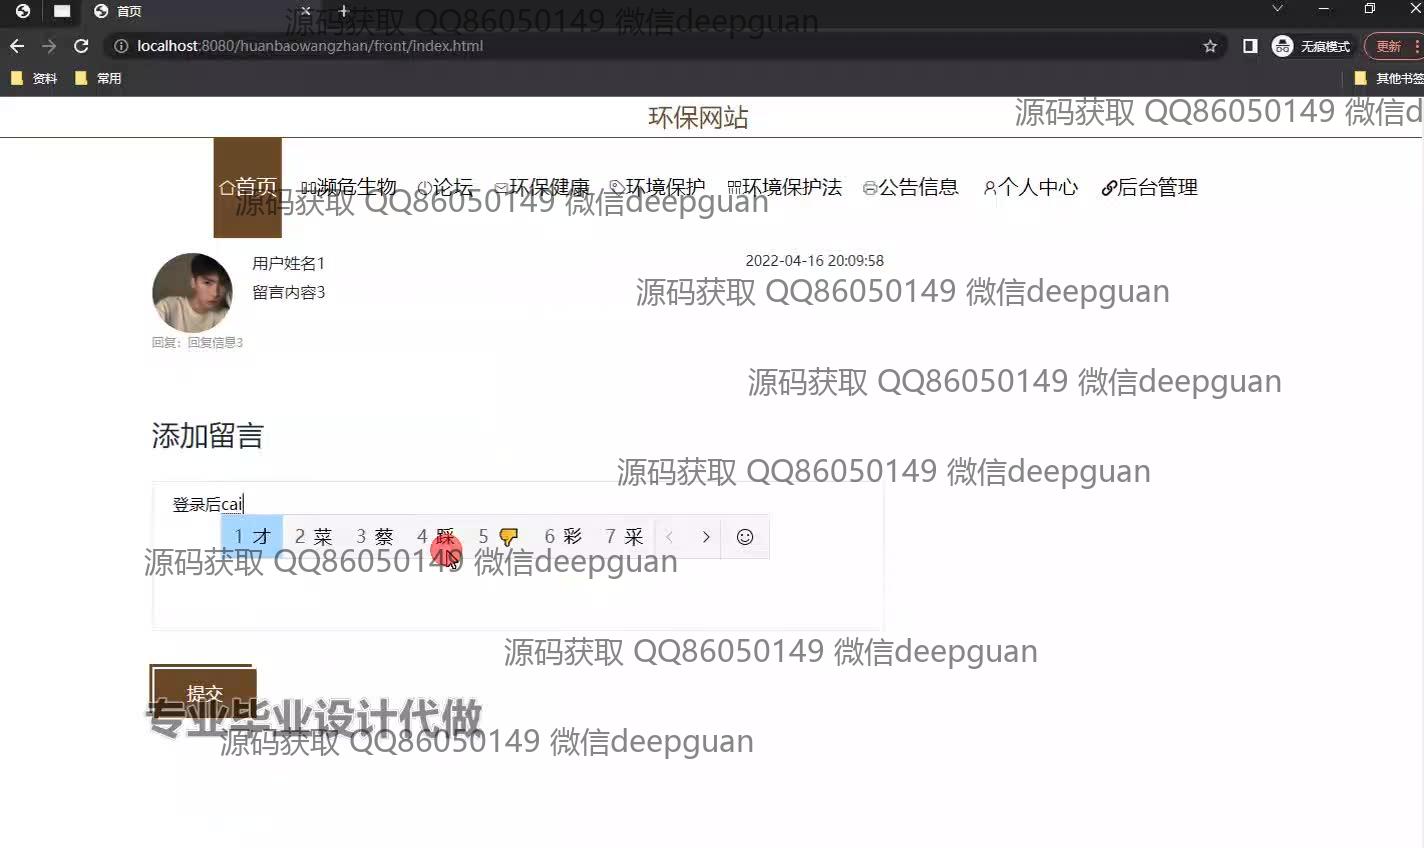 首页
源码获取 QQ86050149 微信deepguan
localhost:8080/huanbaowangzhan/front/index.html
无痕模式
更新
资料
常用
其他书签
环保网站
源码获取 QQ86050149 微信d
首页
濒危生物
论坛
环保健康
环境保护
环境保护法
公告信息
个人中心
后台管理
源码获取 QQ86050149 微信deepguan
用户姓名1
2022-04-16 20:09:58
留言内容3
源码获取 QQ86050149 微信deepguan
回复：回复信息3
源码获取 QQ86050149 微信deepguan
添加留言
源码获取 QQ86050149 微信deepguan
登录后cai
1 才 2 菜 3 蔡 4 踩 5 👎 6 彩 7 采
源码获取 QQ86050149 微信deepguan
源码获取 QQ86050149 微信deepguan
提交
专业毕业设计代做
源码获取 QQ86050149 微信deepguan